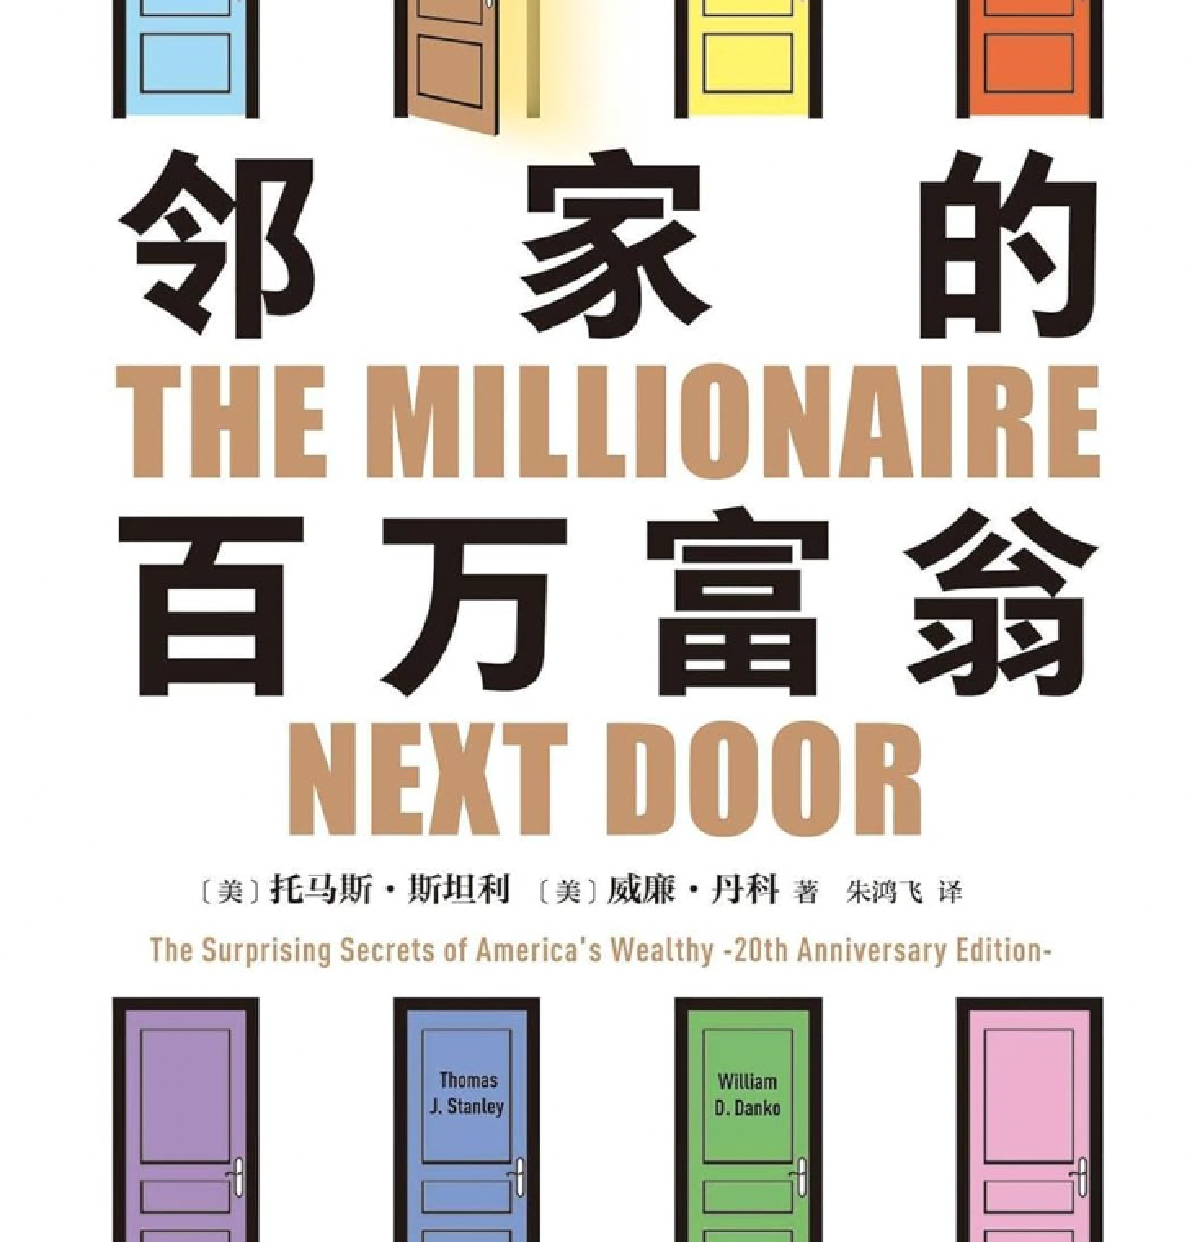 邻家的
THE MILLIONAIRE
百万富翁
NEXT DOOR
〔美〕托马斯·斯坦利 〔美〕威廉·丹科 著 朱鸿飞 译
The Surprising Secrets of America's Wealthy -20th Anniversary Edition-
Thomas
J. Stanley
William
D. Danko